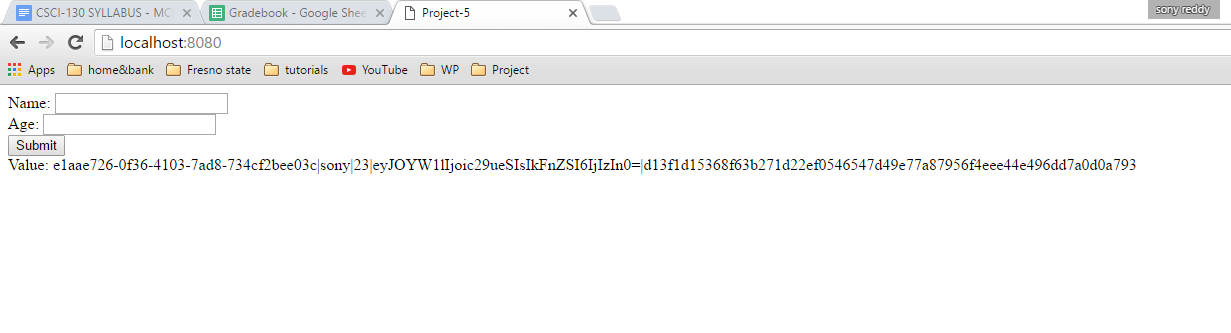 CSCI-130 SYLLABUS - MC
Gradebook - Google Shee
Project-5
sony reddy
localhost:8080
Apps home&bank Fresno state tutorials YouTube WP Project
Name:
Age:
Submit
Value: e1aae726-0f36-4103-7ad8-734cf2bee03c|sony|23|eyJOYW1lIjoic29ueSIsIkFnZSI6IjIzIn0=|d13f1d15368f63b271d22ef0546547d49e77a87956f4eee44e496dd7a0d0a793